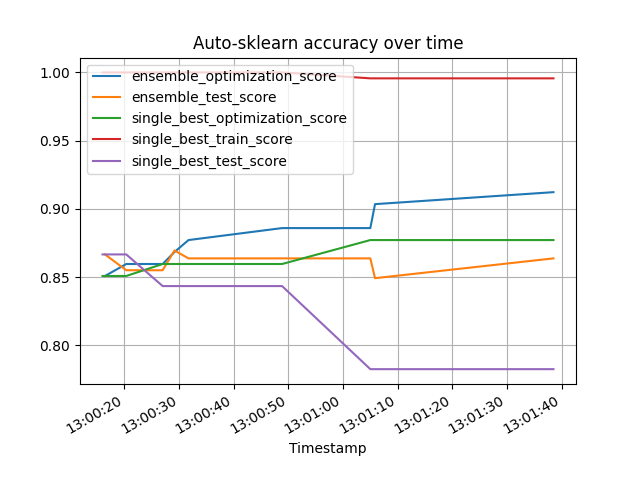 Auto-sklearn accuracy over time
1.00
0.95
0.90
0.85
0.80
ensemble_optimization_score
ensemble_test_score
single_best_optimization_score
single_best_train_score
single_best_test_score
13:00:20
13:00:30
13:00:40
13:00:50
13:01:00
13:01:10
13:01:20
13:01:30
13:01:40
Timestamp